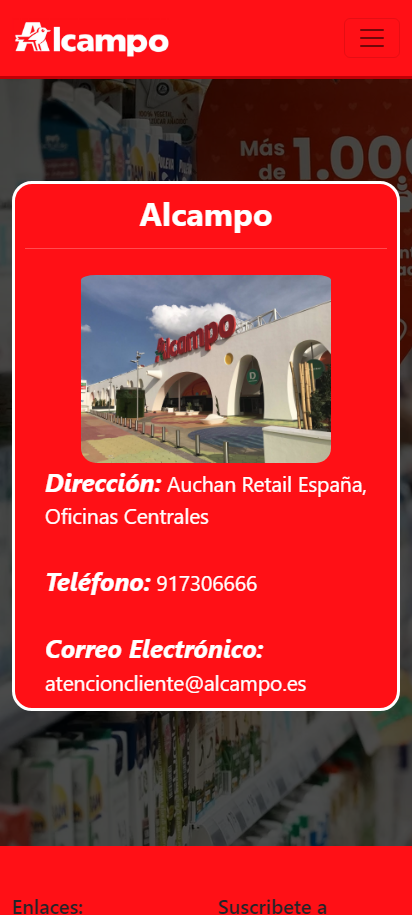 Alcampo
Más
de
1.000
Alcampo
Alcampo
Dirección: Auchan Retail España,
Oficinas Centrales
Teléfono: 917306666
Correo Electrónico:
atencioncliente@alcampo.es
Enlaces:
Suscribete a